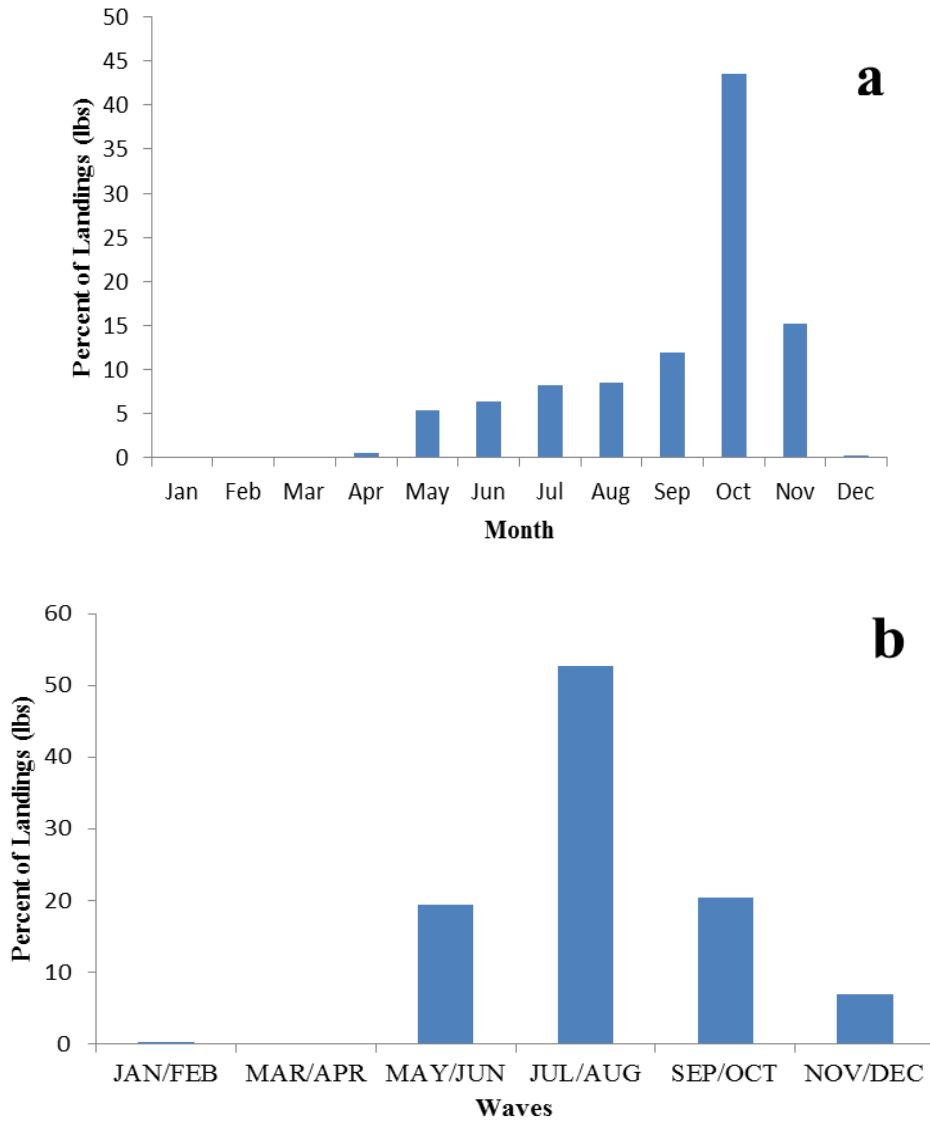 a
Percent of Landings (lbs)
50
45
40
35
30
25
20
15
10
5
0
Jan Feb Mar Apr May Jun Jul Aug Sep Oct Nov Dec
Month
b
Percent of Landings (lbs)
60
50
40
30
20
10
0
JAN/FEB MAR/APR MAY/JUN JUL/AUG SEP/OCT NOV/DEC
Waves